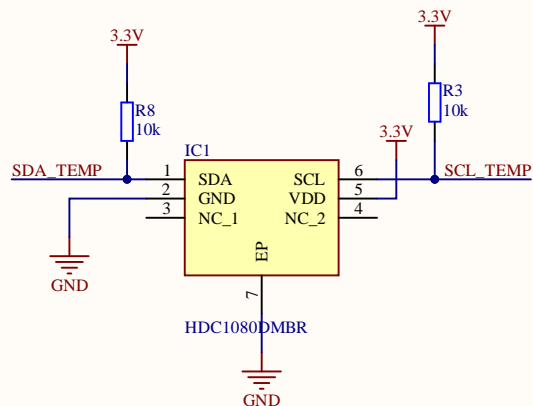 3.3V
3.3V
R8
10k
R3
10k
3.3V
IC1
SDA_TEMP
1
SDA
SCL
6
SCL_TEMP
2
GND
VDD
5
3
NC_1
NC_2
4
EP
7
GND
HDC1080DMBR
GND